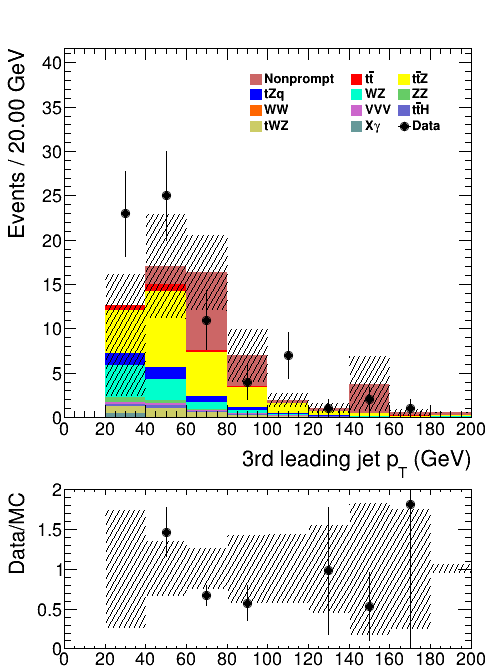 Events / 20.00 GeV
40
35
30
25
20
15
10
5
0
Nonprompt tt̄ tt̄Z
tZq WZ ZZ
WW VVV tt̄H
tWZ Xγ Data
0 20 40 60 80 100 120 140 160 180 200
3rd leading jet p_T (GeV)
Data/MC
2
1.5
1
0.5
0
0 20 40 60 80 100 120 140 160 180 200